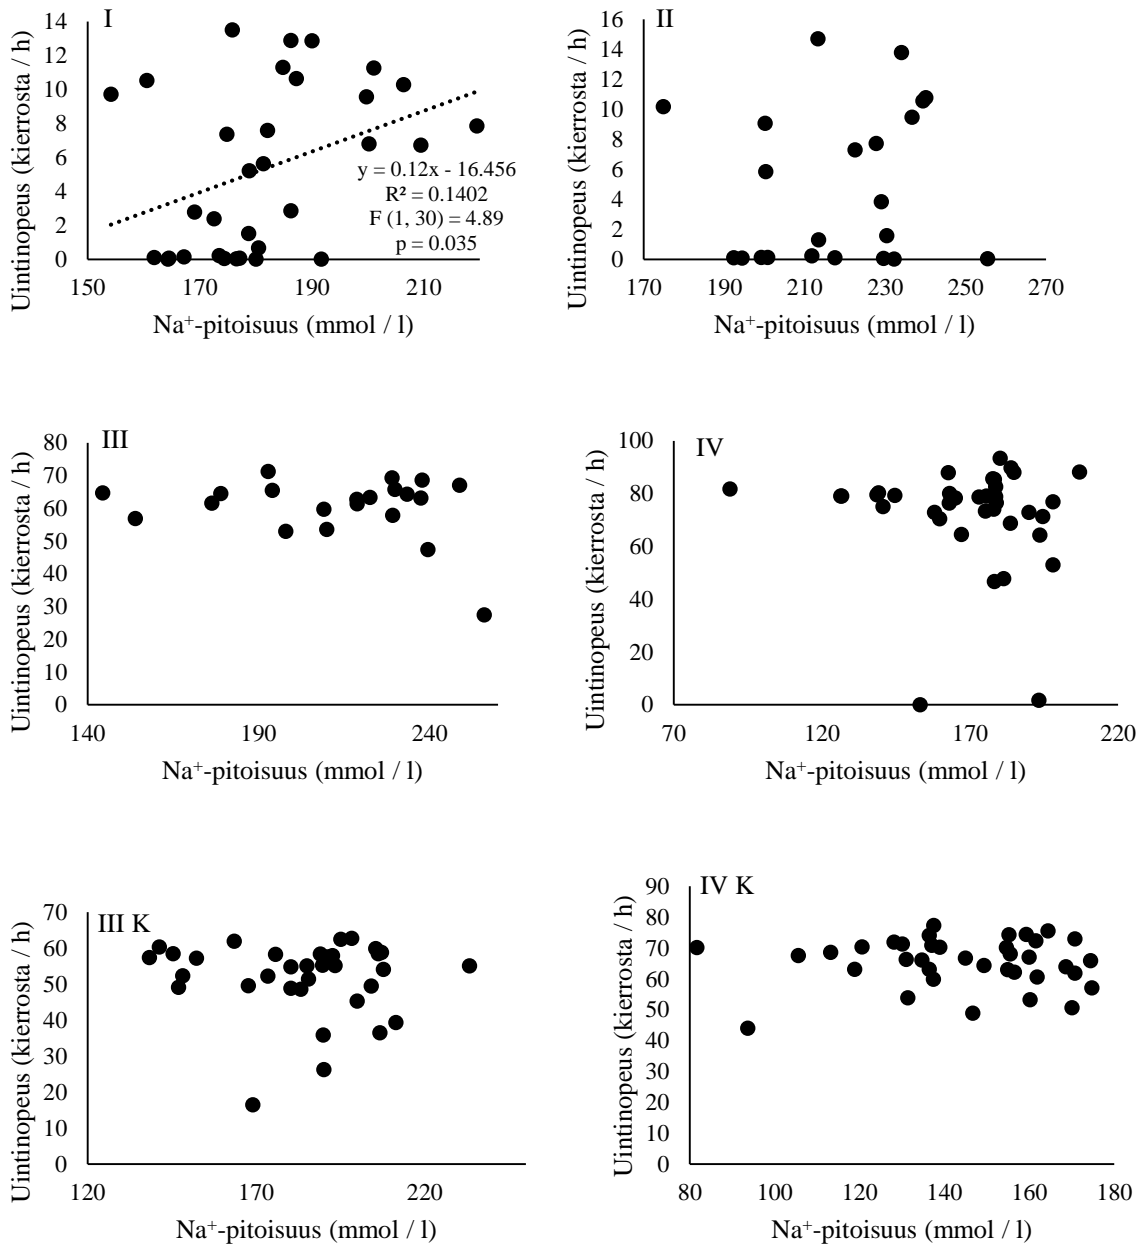 I
Uintinopeus (kierrosta / h)
14
12
10
8
6
4
2
0
y = 0.12x - 16.456
R² = 0.1402
F (1, 30) = 4.89
p = 0.035
150 170 190 210
Na⁺-pitoisuus (mmol / l)
II
Uintinopeus (kierrosta / h)
16
14
12
10
8
6
4
2
0
170 190 210 230 250 270
Na⁺-pitoisuus (mmol / l)
III
Uintinopeus (kierrosta / h)
80
70
60
50
40
30
20
10
0
140 190 240
Na⁺-pitoisuus (mmol / l)
IV
Uintinopeus (kierrosta / h)
100
80
60
40
20
0
70 120 170 220
Na⁺-pitoisuus (mmol / l)
III K
Uintinopeus (kierrosta / h)
70
60
50
40
30
20
10
0
120 170 220
Na⁺-pitoisuus (mmol / l)
IV K
Uintinopeus (kierrosta / h)
90
80
70
60
50
40
30
20
10
0
80 100 120 140 160 180
Na⁺-pitoisuus (mmol / l)